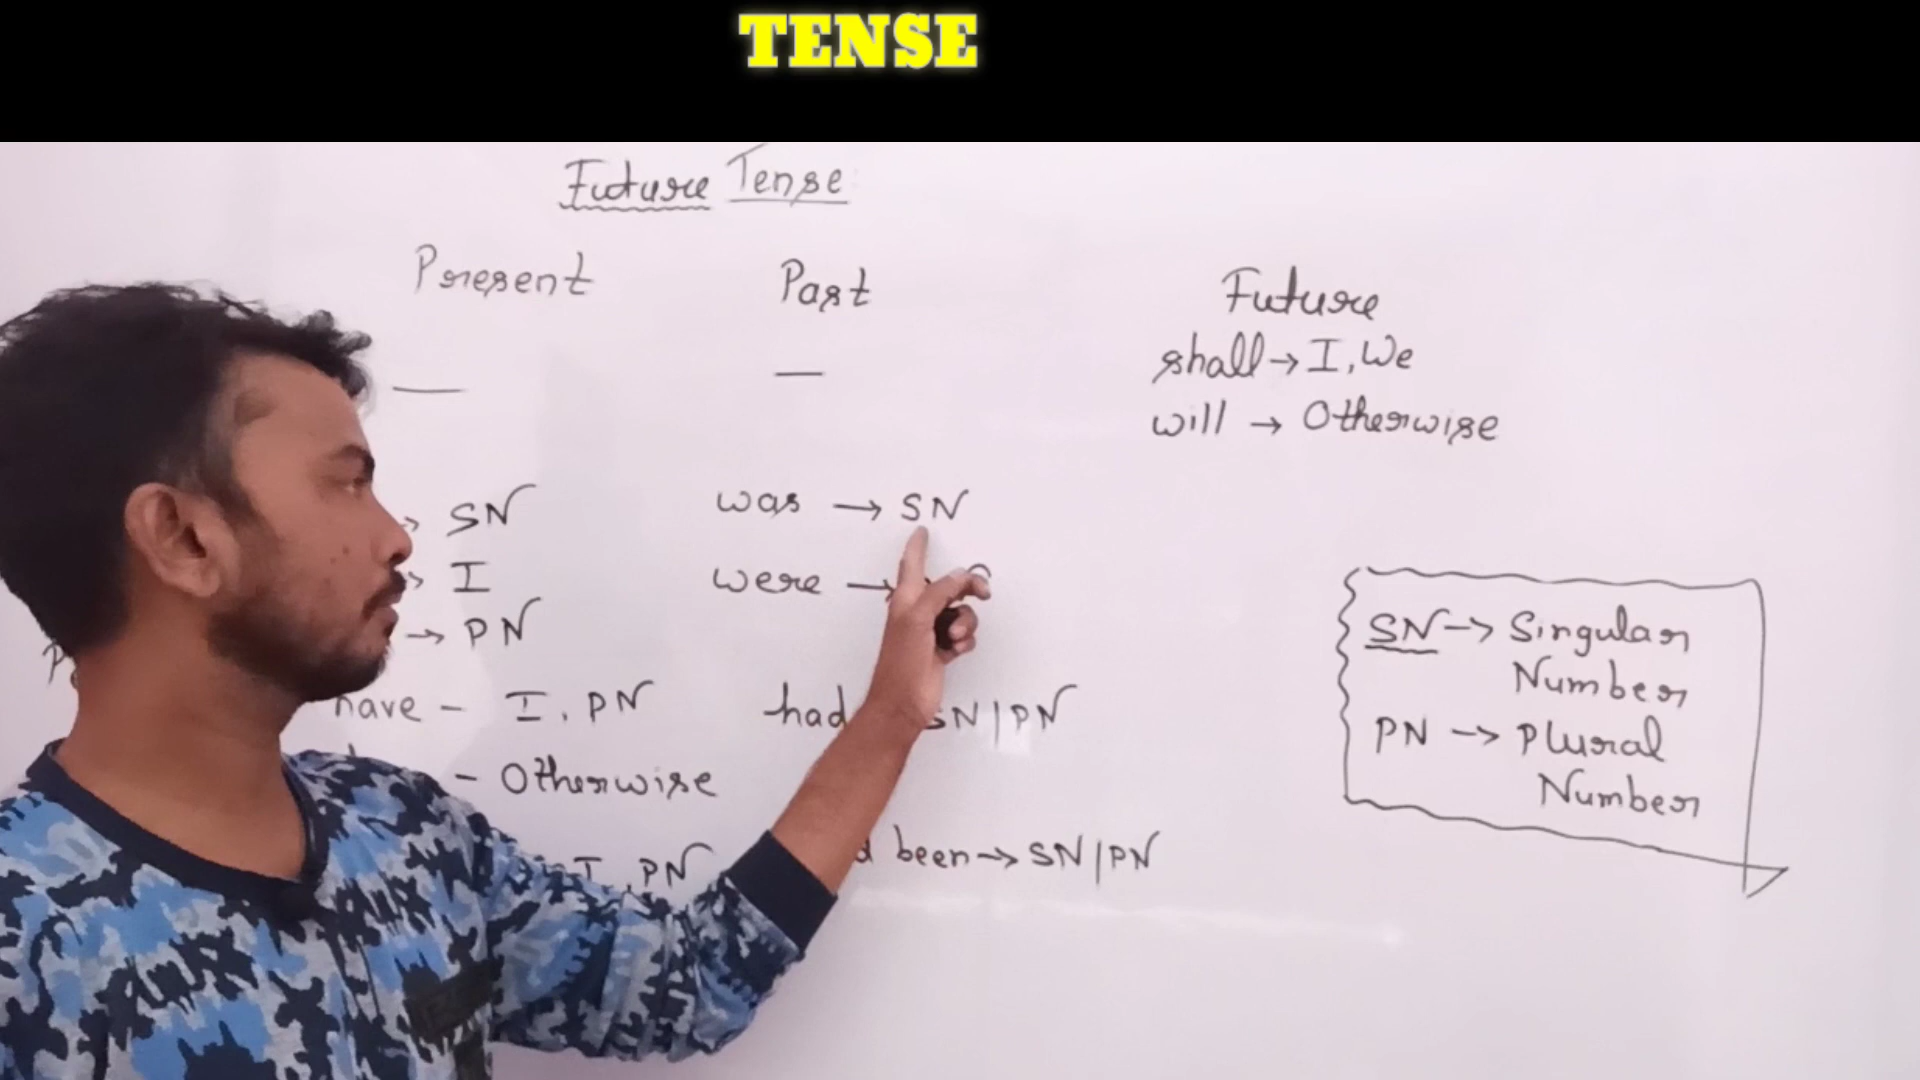 TENSE
Future Tense
Present Past Future
— — shall → I, We
will → Otherwise
→ SN was → SN
→ I were →
→ PN
have - I, PN had SN | PN
- Otherwise
I, PN been → SN | PN
SN → Singular
Number
PN → Plural
Number